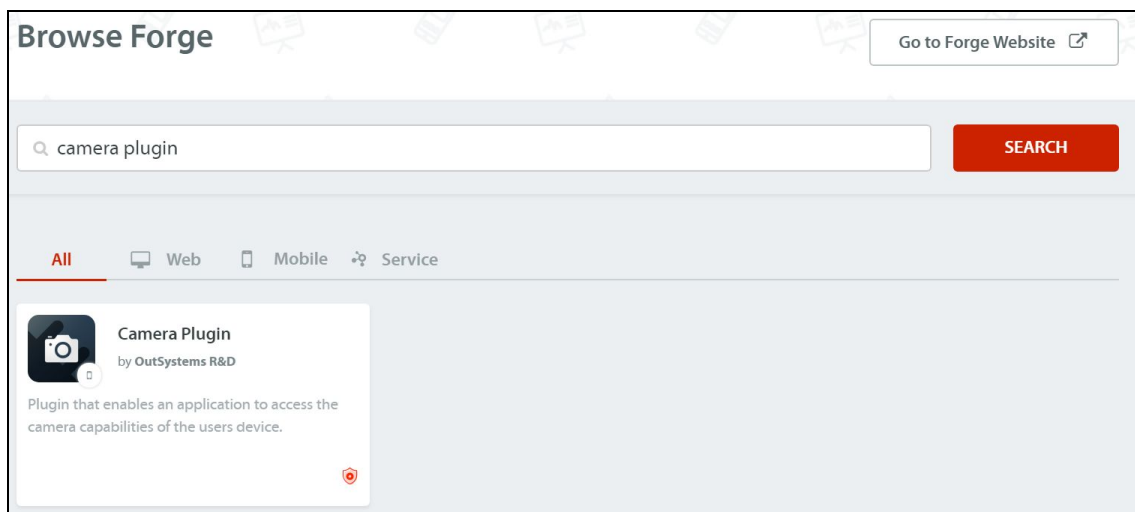 Browse Forge
Go to Forge Website
camera plugin
SEARCH
All
Web
Mobile
Service
Camera Plugin
by OutSystems R&D
Plugin that enables an application to access the
camera capabilities of the users device.